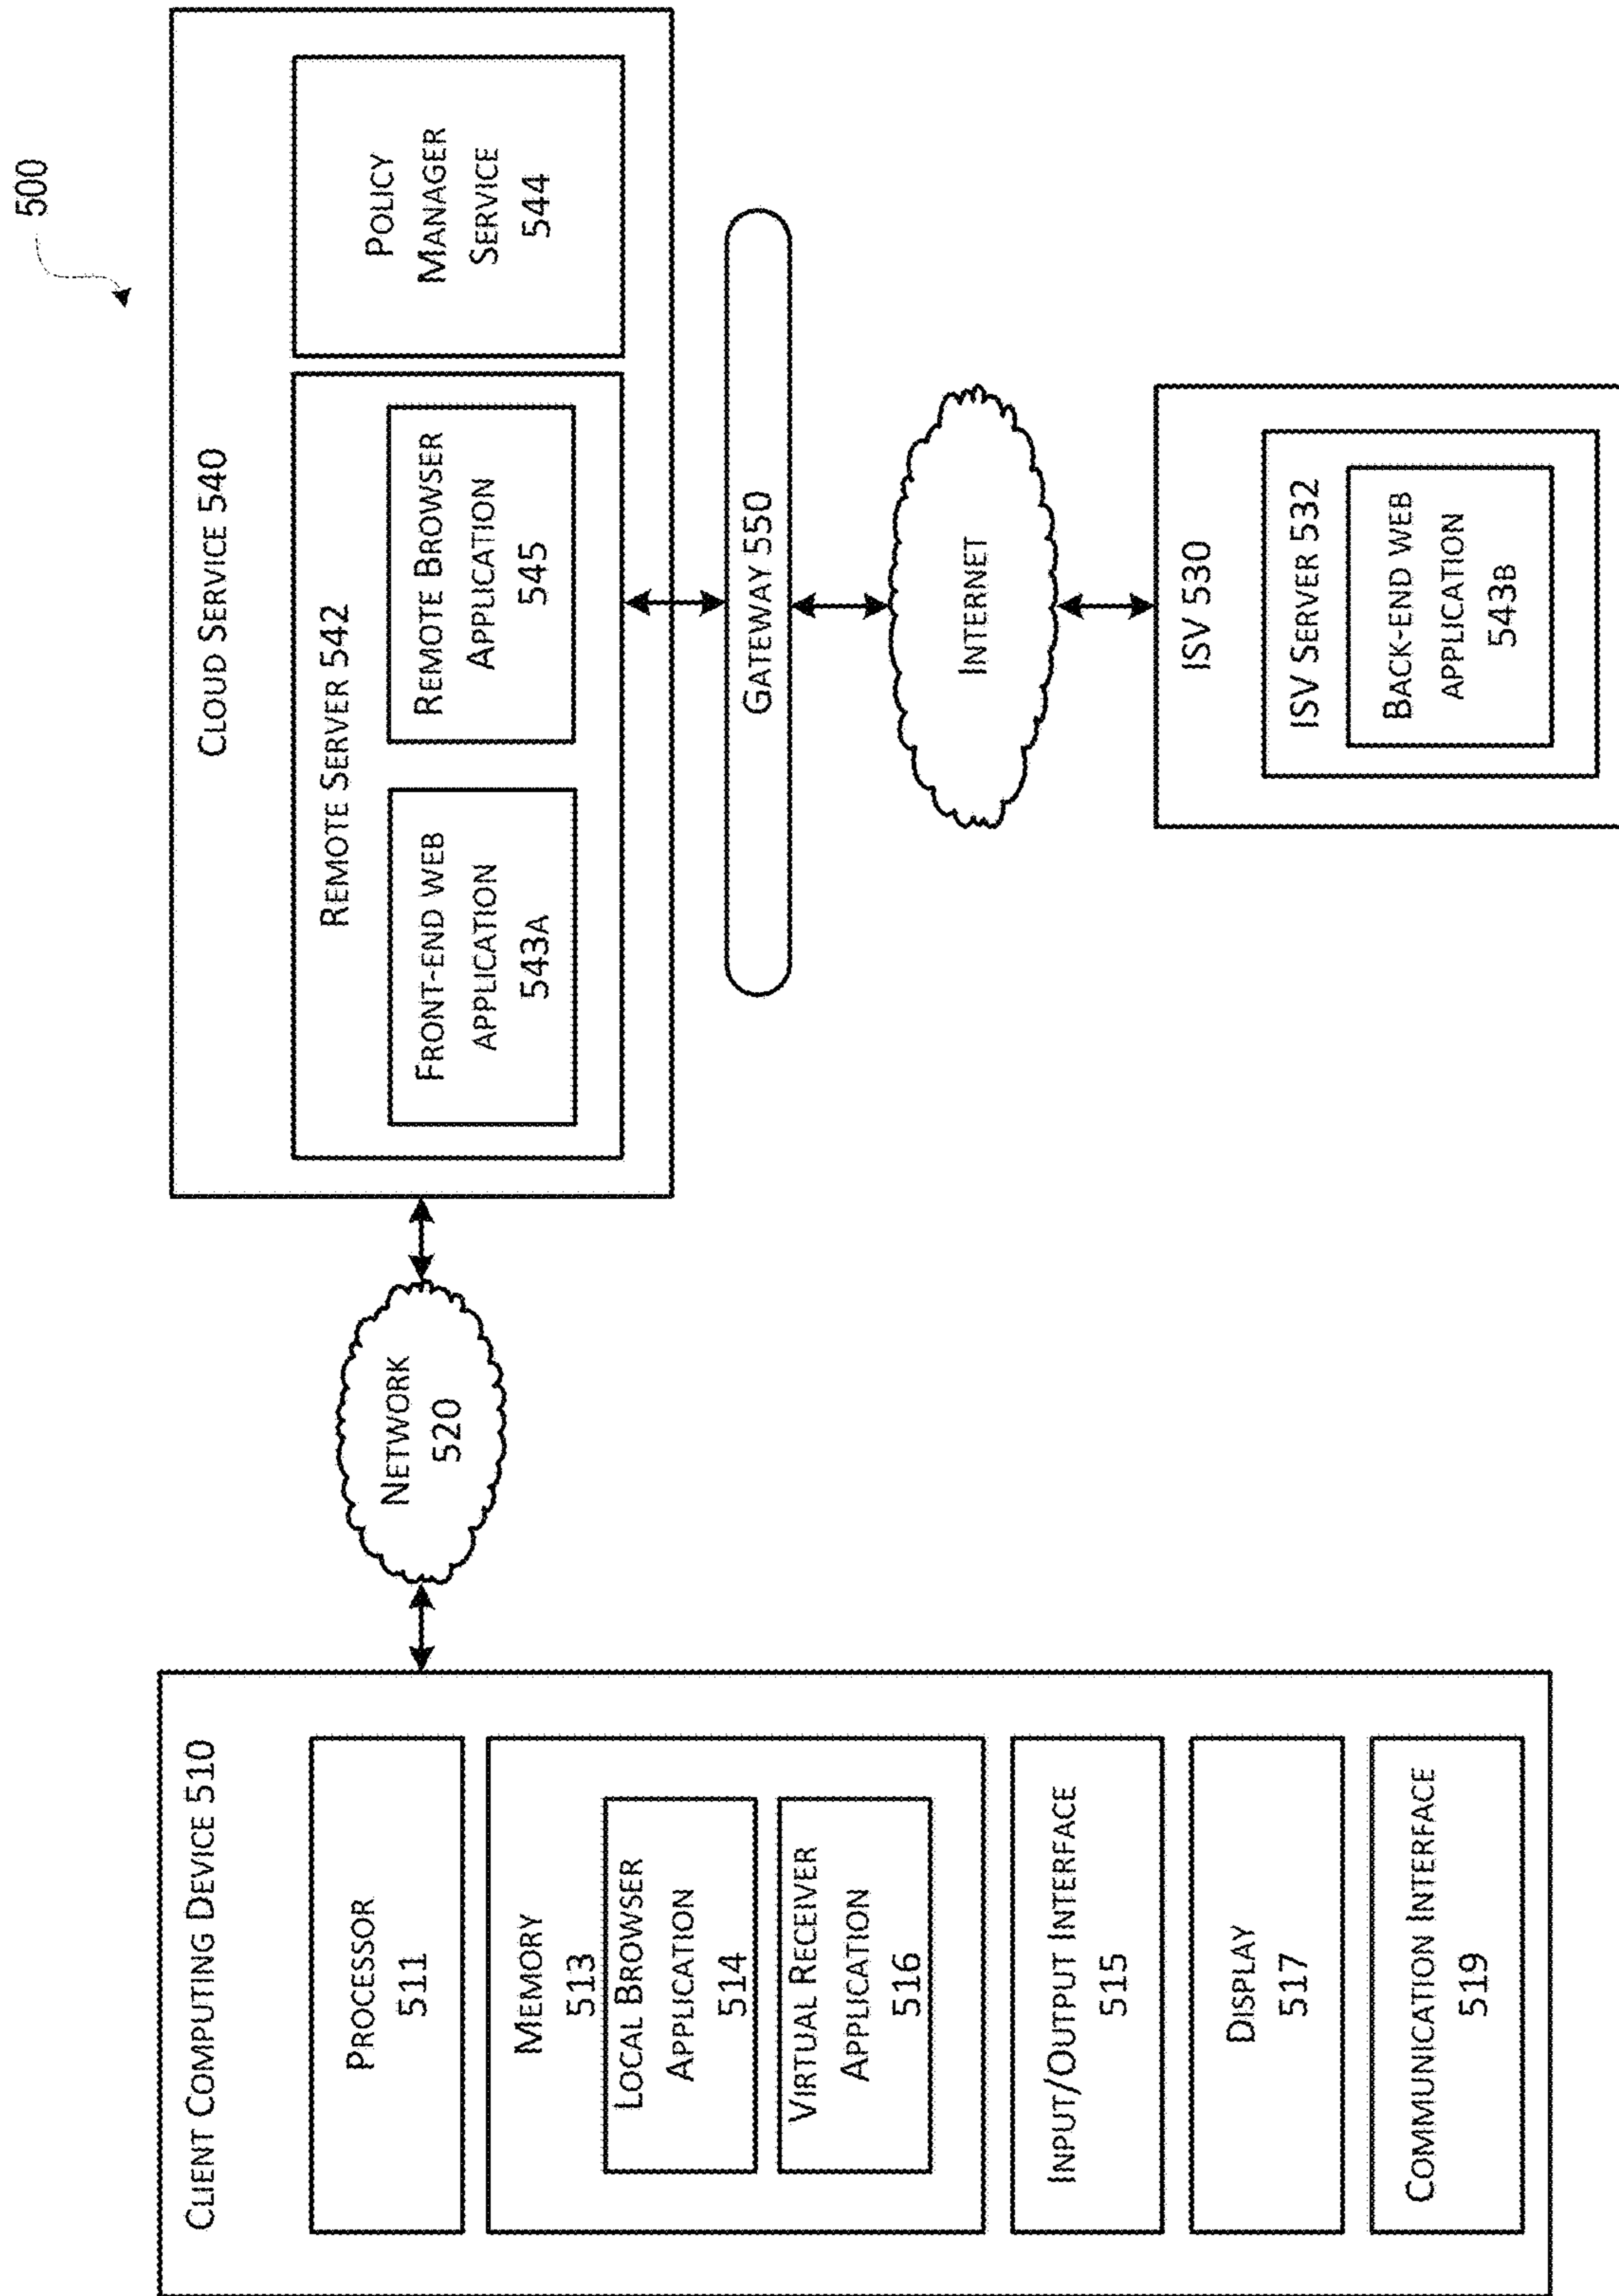 500
CLIENT COMPUTING DEVICE 510
PROCESSOR
511
MEMORY
513
LOCAL BROWSER
APPLICATION
514
VIRTUAL RECEIVER
APPLICATION
516
INPUT/OUTPUT INTERFACE
515
DISPLAY
517
COMMUNICATION INTERFACE
519
NETWORK
520
CLOUD SERVICE 540
REMOTE SERVER 542
FRONT-END WEB
APPLICATION
543A
REMOTE BROWSER
APPLICATION
545
POLICY
MANAGER
SERVICE
544
GATEWAY 550
INTERNET
ISV 530
ISV SERVER 532
BACK-END WEB
APPLICATION
543B